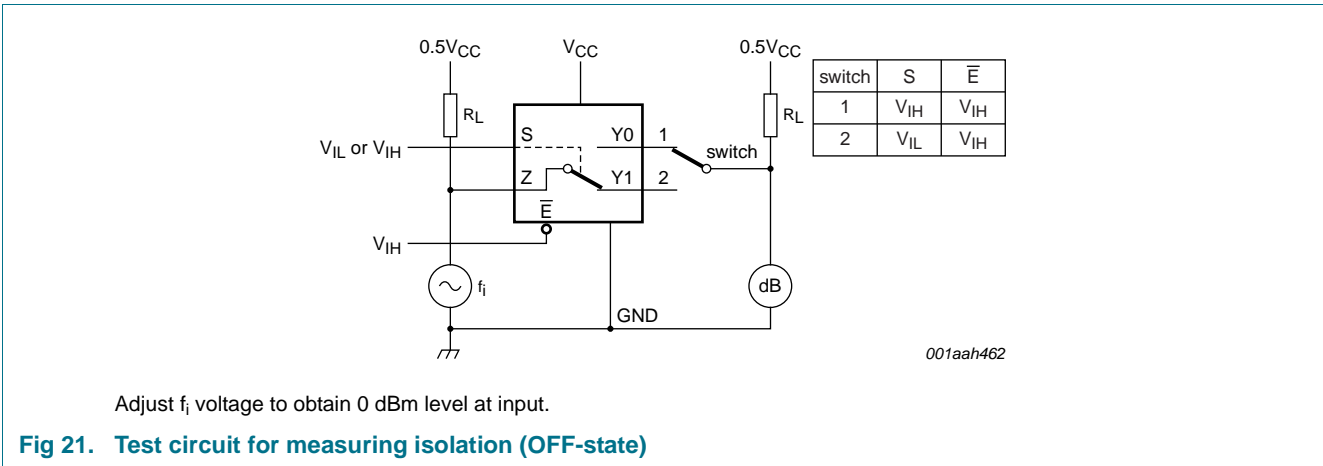 0.5VCC VCC 0.5VCC
switch S E
RL RL
1 VIH VIH
S Y0 1
VIL or VIH switch
2 VIL VIH
Z Y1 2
E
VIH
fi dB
GND
001aah462
Adjust fi voltage to obtain 0 dBm level at input.
Fig 21. Test circuit for measuring isolation (OFF-state)